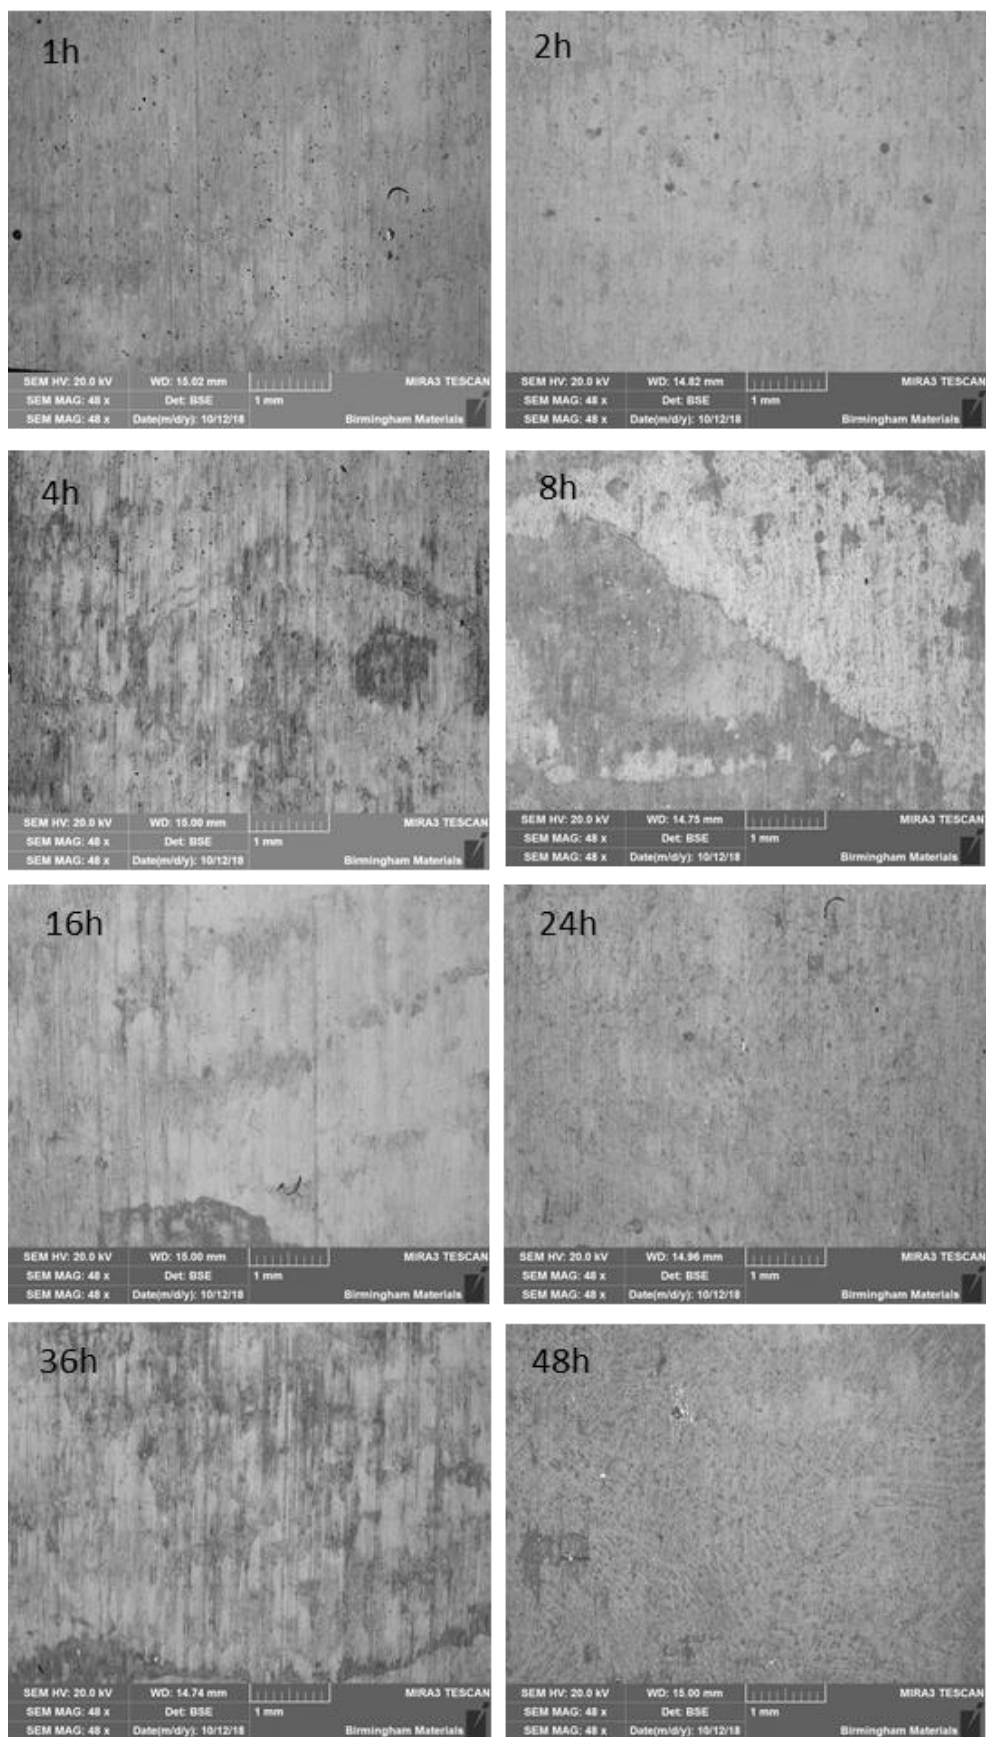 1h
SEM HV: 20.0 kV WD: 15.02 mm MIRA3 TESCAN
SEM MAG: 48 x Det: BSE 1 mm
SEM MAG: 48 x Date(m/d/y): 10/12/18 Birmingham Materials
2h
SEM HV: 20.0 kV WD: 14.82 mm MIRA3 TESCAN
SEM MAG: 48 x Det: BSE 1 mm
SEM MAG: 48 x Date(m/d/y): 10/12/18 Birmingham Materials
4h
SEM HV: 20.0 kV WD: 15.00 mm MIRA3 TESCAN
SEM MAG: 48 x Det: BSE 1 mm
SEM MAG: 48 x Date(m/d/y): 10/12/18 Birmingham Materials
8h
SEM HV: 20.0 kV WD: 14.75 mm MIRA3 TESCAN
SEM MAG: 48 x Det: BSE 1 mm
SEM MAG: 48 x Date(m/d/y): 10/12/18 Birmingham Materials
16h
SEM HV: 20.0 kV WD: 15.00 mm MIRA3 TESCAN
SEM MAG: 48 x Det: BSE 1 mm
SEM MAG: 48 x Date(m/d/y): 10/12/18 Birmingham Materials
24h
SEM HV: 20.0 kV WD: 14.96 mm MIRA3 TESCAN
SEM MAG: 48 x Det: BSE 1 mm
SEM MAG: 48 x Date(m/d/y): 10/12/18 Birmingham Materials
36h
SEM HV: 20.0 kV WD: 14.74 mm MIRA3 TESCAN
SEM MAG: 48 x Det: BSE 1 mm
SEM MAG: 48 x Date(m/d/y): 10/12/18 Birmingham Materials
48h
SEM HV: 20.0 kV WD: 15.00 mm MIRA3 TESCAN
SEM MAG: 48 x Det: BSE 1 mm
SEM MAG: 48 x Date(m/d/y): 10/12/18 Birmingham Materials